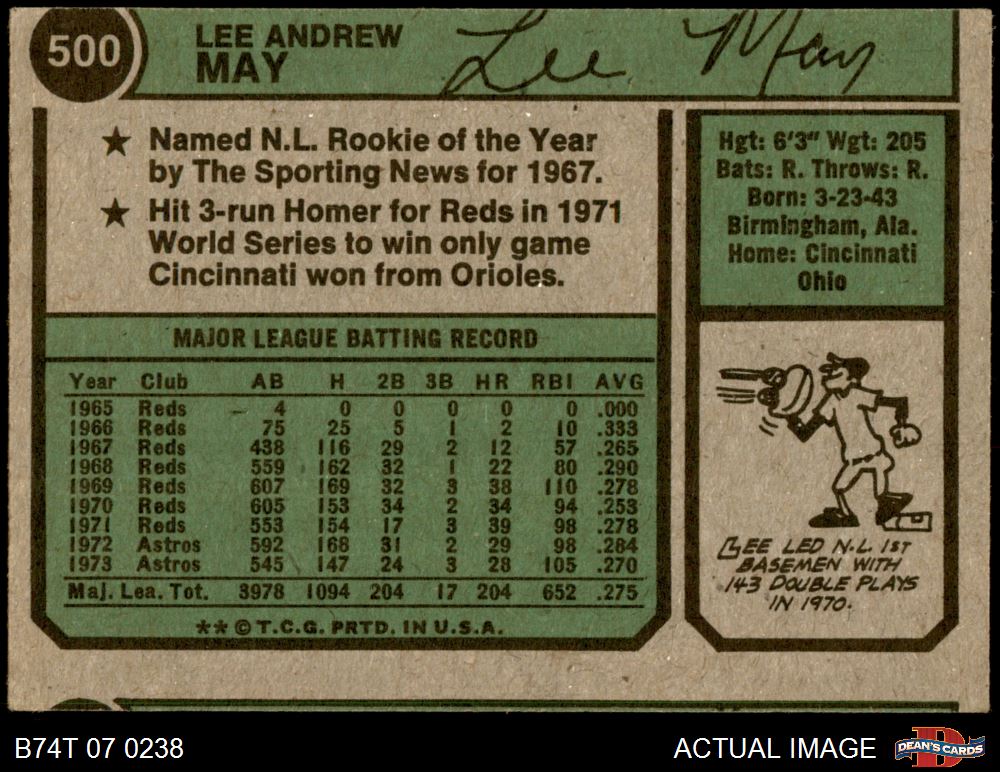 500
LEE ANDREW
MAY
Lee May
★ Named N.L. Rookie of the Year
by The Sporting News for 1967.
★ Hit 3-run Homer for Reds in 1971
World Series to win only game
Cincinnati won from Orioles.
Hgt: 6'3" Wgt: 205
Bats: R. Throws: R.
Born: 3-23-43
Birmingham, Ala.
Home: Cincinnati
Ohio
MAJOR LEAGUE BATTING RECORD
Year Club AB H 2B 3B HR RBI AVG
1965 Reds 4 0 0 0 0 0 .000
1966 Reds 75 25 5 1 2 10 .333
1967 Reds 438 116 29 2 12 57 .265
1968 Reds 559 162 32 1 22 80 .290
1969 Reds 607 169 32 3 38 110 .278
1970 Reds 605 153 34 2 34 94 .253
1971 Reds 553 154 17 3 39 98 .278
1972 Astros 592 168 31 2 29 98 .284
1973 Astros 545 147 24 3 28 105 .270
Maj. Lea. Tot. 3978 1094 204 17 204 652 .275
**©T.C.G. PRTD. IN U.S.A.
LEE LED N.L. 1ST
BASEMEN WITH
143 DOUBLE PLAYS
IN 1970.
B74T 07 0238
ACTUAL IMAGE
DEAN'S CARDS